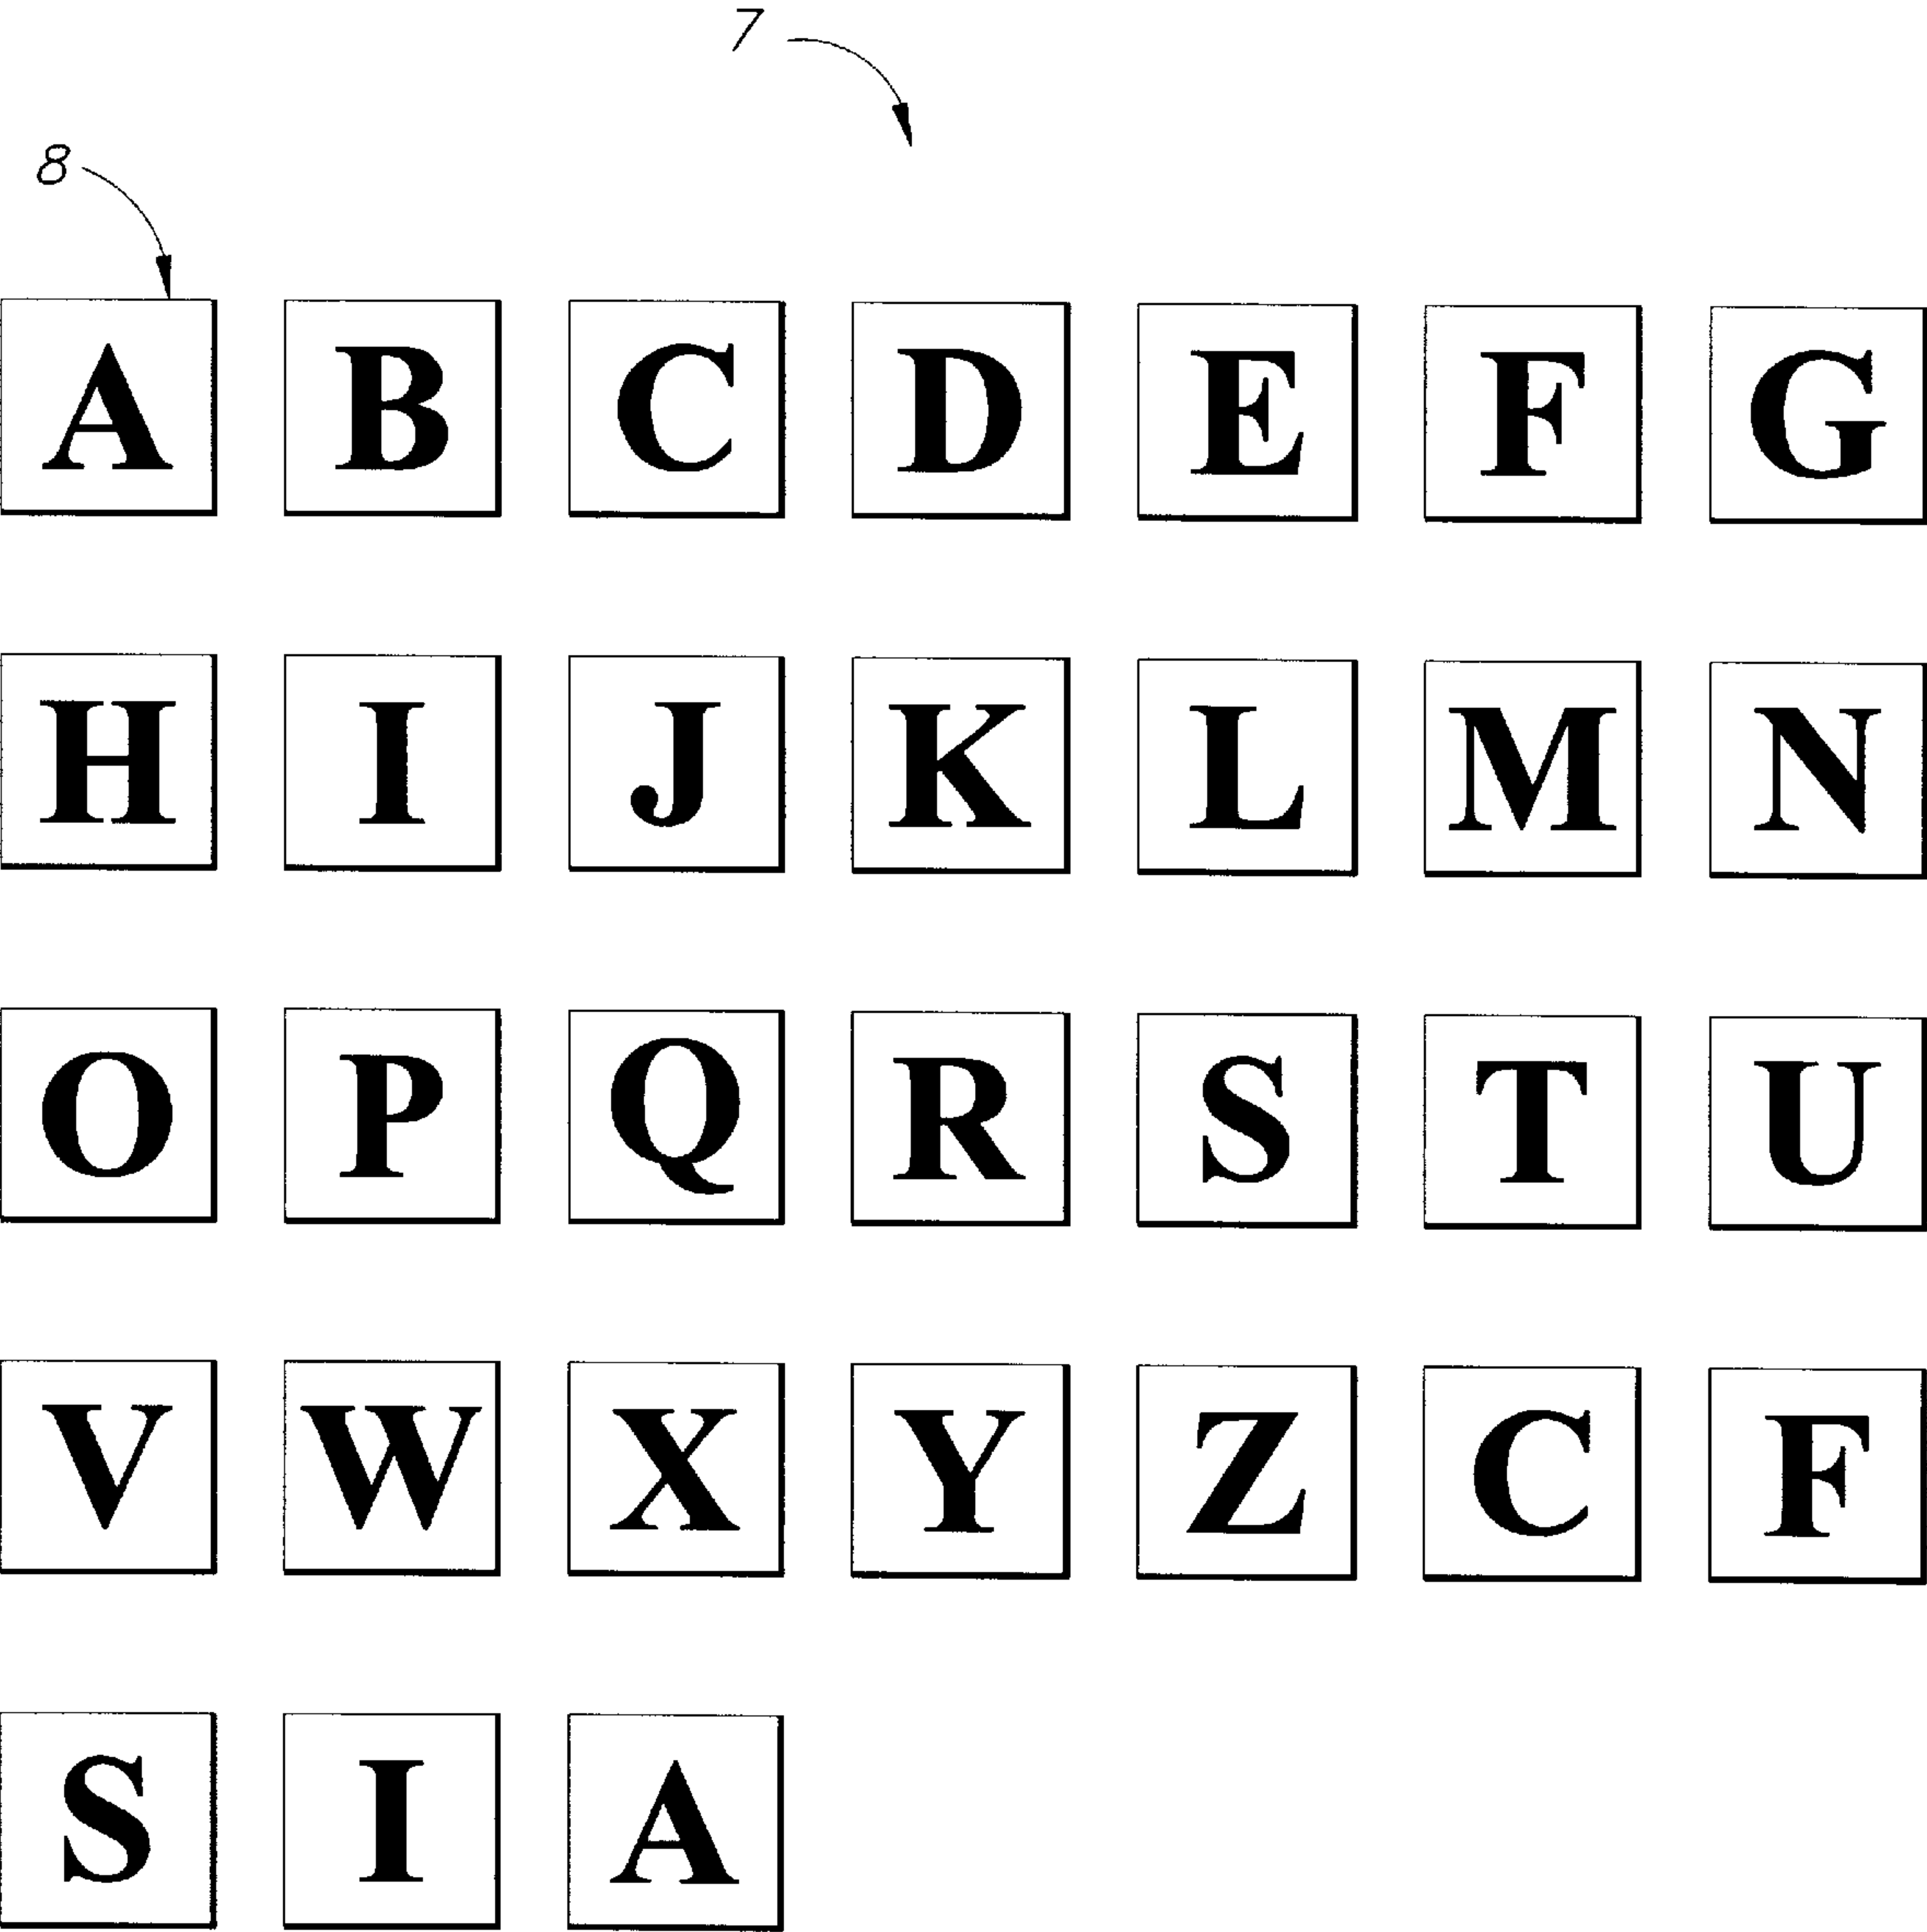 7
8
A B C D E F G
H I J K L M N
O P Q R S T U
V W X Y Z C F
S I A